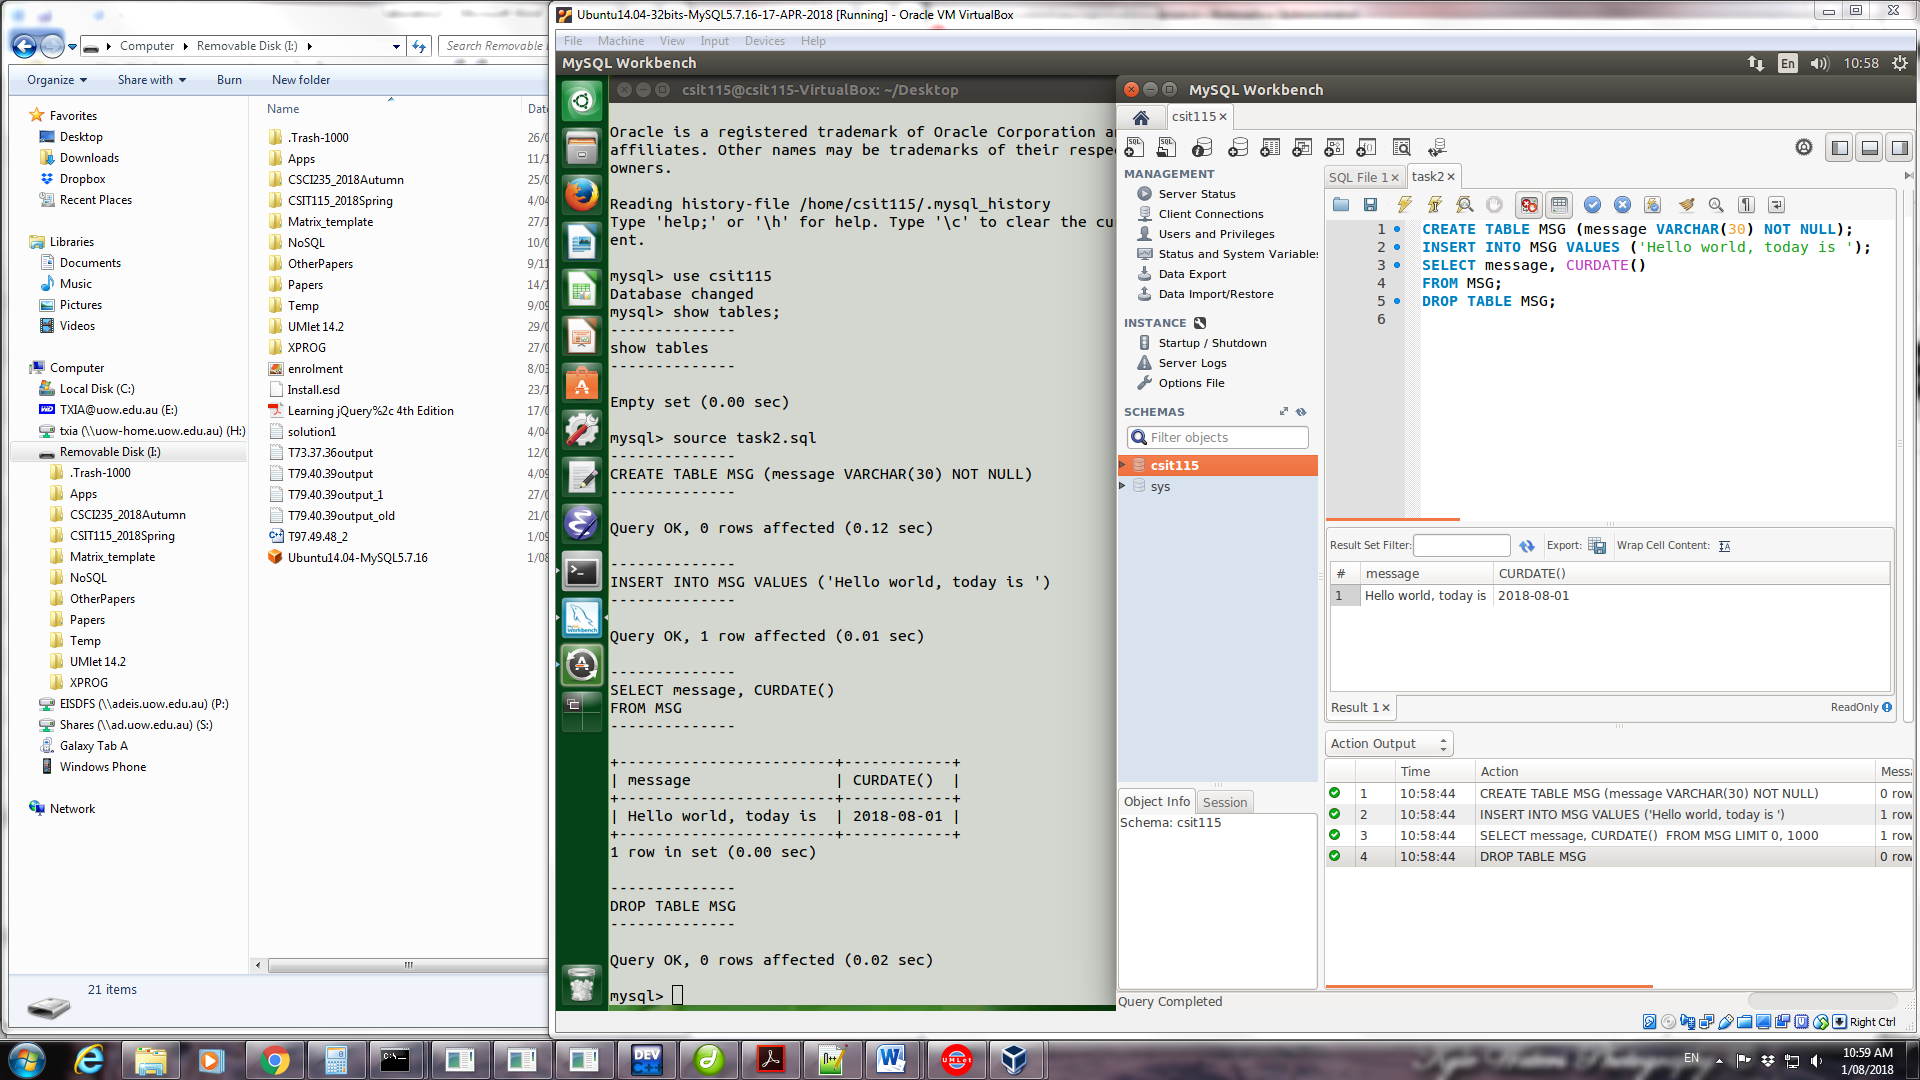 Computer
Removable Disk (I:)
Search Removable
Organize
Share with
Burn
New folder
Favorites
Desktop
Downloads
Dropbox
Recent Places
Libraries
Documents
Music
Pictures
Videos
Computer
Local Disk (C:)
TXIA@uow.edu.au (E:)
txia (\\uow-home.uow.edu.au) (H:)
Removable Disk (I:)
.Trash-1000
Apps
CSCI235_2018Autumn
CSIT115_2018Spring
Matrix_template
NoSQL
OtherPapers
Papers
Temp
UMlet 14.2
XPROG
EISDFS (\\adeis.uow.edu.au) (P:)
Shares (\\ad.uow.edu.au) (S:)
Galaxy Tab A
Windows Phone
Network
Name
.Trash-1000 26/0
Apps 11/1
CSCI235_2018Autumn 25/0
CSIT115_2018Spring 4/04
Matrix_template 27/1
NoSQL 10/0
OtherPapers 9/11
Papers 14/1
Temp 9/09
UMlet 14.2 29/0
XPROG 27/0
enrolment 8/03
Install.esd 23/1
Learning jQuery%2c 4th Edition 17/0
solution1 4/04
T73.37.36output 12/0
T79.40.39output 4/09
T79.40.39output_1 27/0
T79.40.39output_old 21/0
T97.49.48_2 1/09
Ubuntu14.04-MySQL5.7.16 1/08
21 items
Ubuntu14.04-32bits-MySQL5.7.16-17-APR-2018 [Running] - Oracle VM VirtualBox
File Machine View Input Devices Help
MySQL Workbench
En
10:58
csit115@csit115-VirtualBox: ~/Desktop
Oracle is a registered trademark of Oracle Corporation an
affiliates. Other names may be trademarks of their respec
owners.
Reading history-file /home/csit115/.mysql_history
Type 'help;' or '\h' for help. Type '\c' to clear the cur
ent.
mysql> use csit115
Database changed
mysql> show tables;
--------------
show tables
--------------
Empty set (0.00 sec)
mysql> source task2.sql
--------------
CREATE TABLE MSG (message VARCHAR(30) NOT NULL)
--------------
Query OK, 0 rows affected (0.12 sec)
--------------
INSERT INTO MSG VALUES ('Hello world, today is ')
--------------
Query OK, 1 row affected (0.01 sec)
--------------
SELECT message, CURDATE()
FROM MSG
--------------
+------------------------+------------+
| message                | CURDATE()  |
+------------------------+------------+
| Hello world, today is  | 2018-08-01 |
+------------------------+------------+
1 row in set (0.00 sec)
--------------
DROP TABLE MSG
--------------
Query OK, 0 rows affected (0.02 sec)
mysql>
MySQL Workbench
csit115
MANAGEMENT
Server Status
Client Connections
Users and Privileges
Status and System Variables
Data Export
Data Import/Restore
INSTANCE
Startup / Shutdown
Server Logs
Options File
SCHEMAS
Filter objects
csit115
sys
Object Info Session
Schema: csit115
Query Completed
SQL File 1 task2
1 CREATE TABLE MSG (message VARCHAR(30) NOT NULL);
2 INSERT INTO MSG VALUES ('Hello world, today is ');
3 SELECT message, CURDATE()
4 FROM MSG;
5 DROP TABLE MSG;
6
Result Set Filter: Export: Wrap Cell Content:
# message CURDATE()
1 Hello world, today is 2018-08-01
Result 1
ReadOnly
Action Output
Time Action Messa
1 10:58:44 CREATE TABLE MSG (message VARCHAR(30) NOT NULL) 0 row
2 10:58:44 INSERT INTO MSG VALUES ('Hello world, today is ') 1 row
3 10:58:44 SELECT message, CURDATE() FROM MSG LIMIT 0, 1000 1 row
4 10:58:44 DROP TABLE MSG 0 row
Right Ctrl
DEV C++
UMLet
EN
10:59 AM
1/08/2018